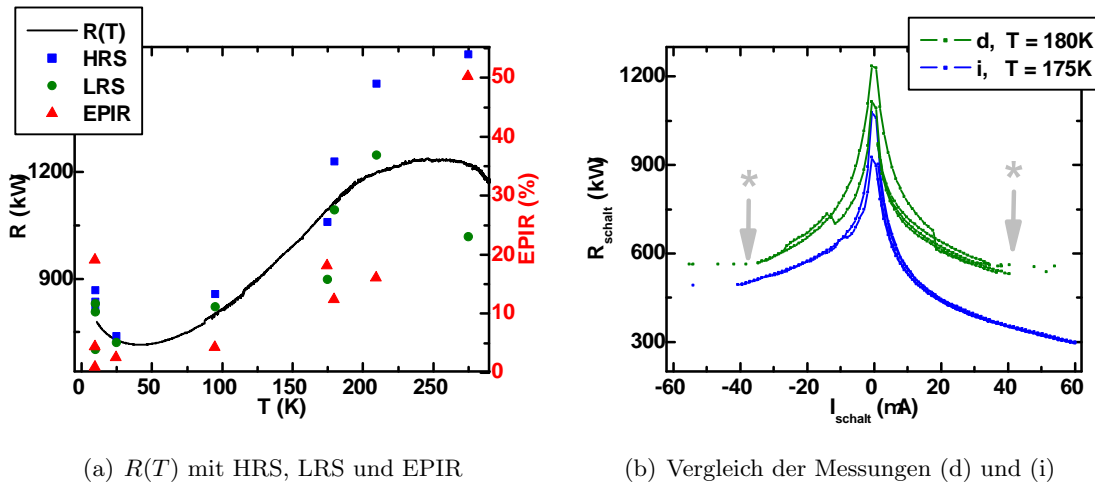 R(T)
HRS
LRS
EPIR
R (kW)
1200
900
50
40
30
20
10
0
EPIR (%)
0 50 100 150 200 250
T (K)
(a) R(T) mit HRS, LRS und EPIR
d, T = 180K
i, T = 175K
R schalt (kW)
1200
900
600
300
* *
-60 -40 -20 0 20 40 60
I schalt (mA)
(b) Vergleich der Messungen (d) und (i)